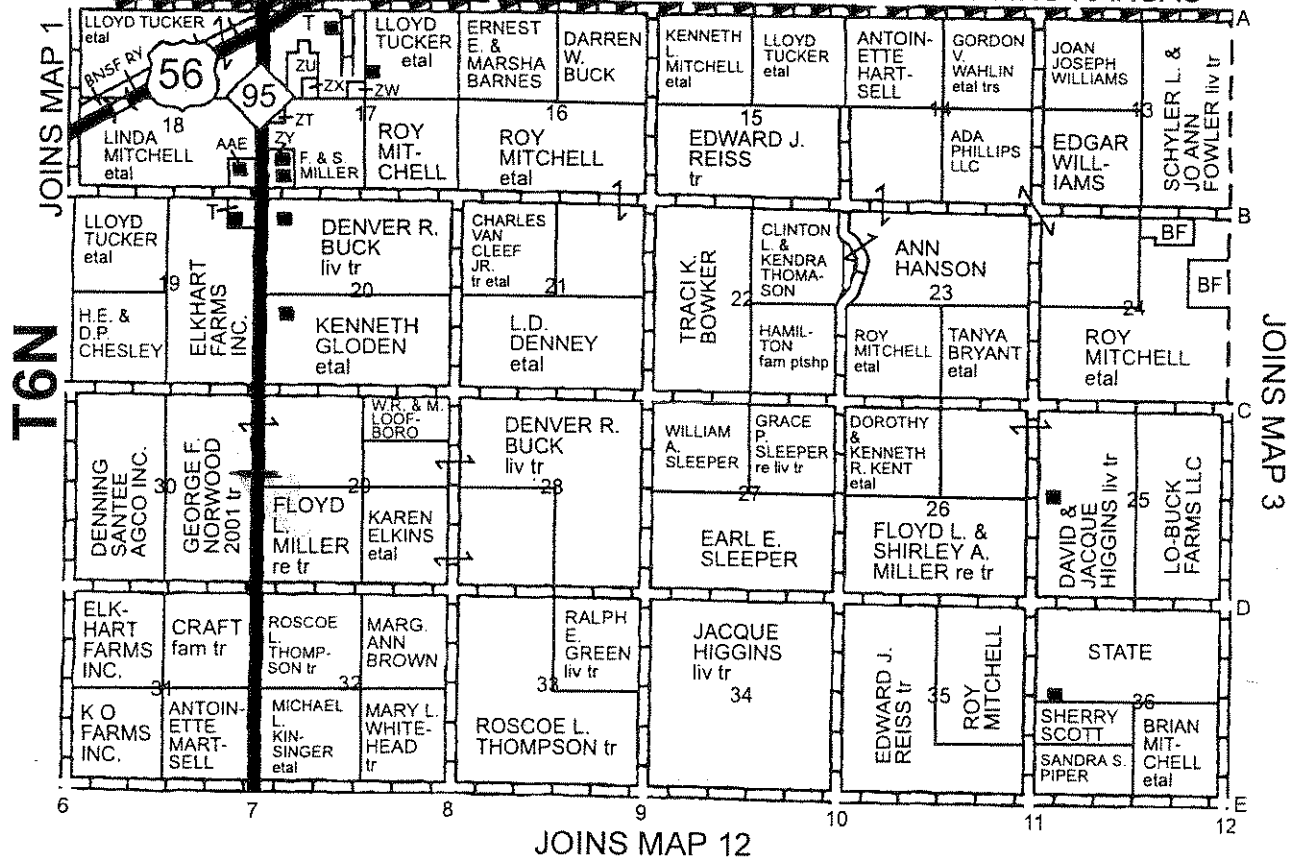 A
JOINS MAP 1
T6N
JOINS MAP 3
LLOYD TUCKER
etal
BNSF RY
56
95
T
ZU
ZX
ZW
ZT
ZY
AAE
18
LINDA
MITCHELL
etal
F. & S.
MILLER
LLOYD
TUCKER
etal
17
ROY
MIT-
CHELL
ERNEST
E. &
MARSHA
BARNES
DARREN
W.
BUCK
16
ROY
MITCHELL
etal
KENNETH
L.
MITCHELL
etal
LLOYD
TUCKER
etal
15
EDWARD J.
REISS
tr
ANTOIN-
ETTE
HART-
SELL
GORDON
V.
WAHLIN
etal trs
14
ADA
PHILLIPS
LLC
JOAN
JOSEPH
WILLIAMS
13
EDGAR
WILL-
IAMS
SCHYLER L. &
JO ANN
FOWLER liv tr
B
LLOYD
TUCKER
etal
T
19
H.E. &
D.P.
CHESLEY
ELKHART
FARMS
INC.
DENVER R.
BUCK
liv tr
20
KENNETH
GLODEN
etal
CHARLES
VAN
CLEEF
JR.
tr etal
21
L.D.
DENNEY
etal
TRACI K.
BOWKER
22
CLINTON
L. &
KENDRA
THOMA-
SON
HAMIL-
TON
fam ptshp
ANN
HANSON
23
ROY
MITCHELL
etal
TANYA
BRYANT
etal
BF
BF
24
ROY
MITCHELL
etal
C
DENNING
SANTEE
AGCO INC.
30
GEORGE F.
NORWOOD
2001 tr
W.R. & M.
LOOF-
BORO
29
FLOYD
L.
MILLER
re tr
KAREN
ELKINS
etal
DENVER R.
BUCK
liv tr
28
WILLIAM
A.
SLEEPER
GRACE
P.
SLEEPER
re liv tr
27
EARL E.
SLEEPER
DOROTHY
&
KENNETH
R. KENT
etal
26
FLOYD L. &
SHIRLEY A.
MILLER re tr
DAVID &
JACQUE
HIGGINS liv tr
25
LO-BUCK
FARMS LLC
D
ELK-
HART
FARMS
INC.
CRAFT
fam tr
31
K O
FARMS
INC.
ANTOIN-
ETTE
MART-
SELL
ROSCOE
L.
THOMP-
SON tr
MARG.
ANN
BROWN
32
MICHAEL
L.
KIN-
SINGER
etal
MARY L.
WHITE-
HEAD
tr
RALPH
E.
GREEN
liv tr
33
ROSCOE L.
THOMPSON tr
JACQUE
HIGGINS
liv tr
34
EDWARD J.
REISS tr
35
ROY
MITCHELL
STATE
36
SHERRY
SCOTT
SANDRA S.
PIPER
BRIAN
MIT-
CHELL
etal
E
6 7 8 9 10 11 12
JOINS MAP 12